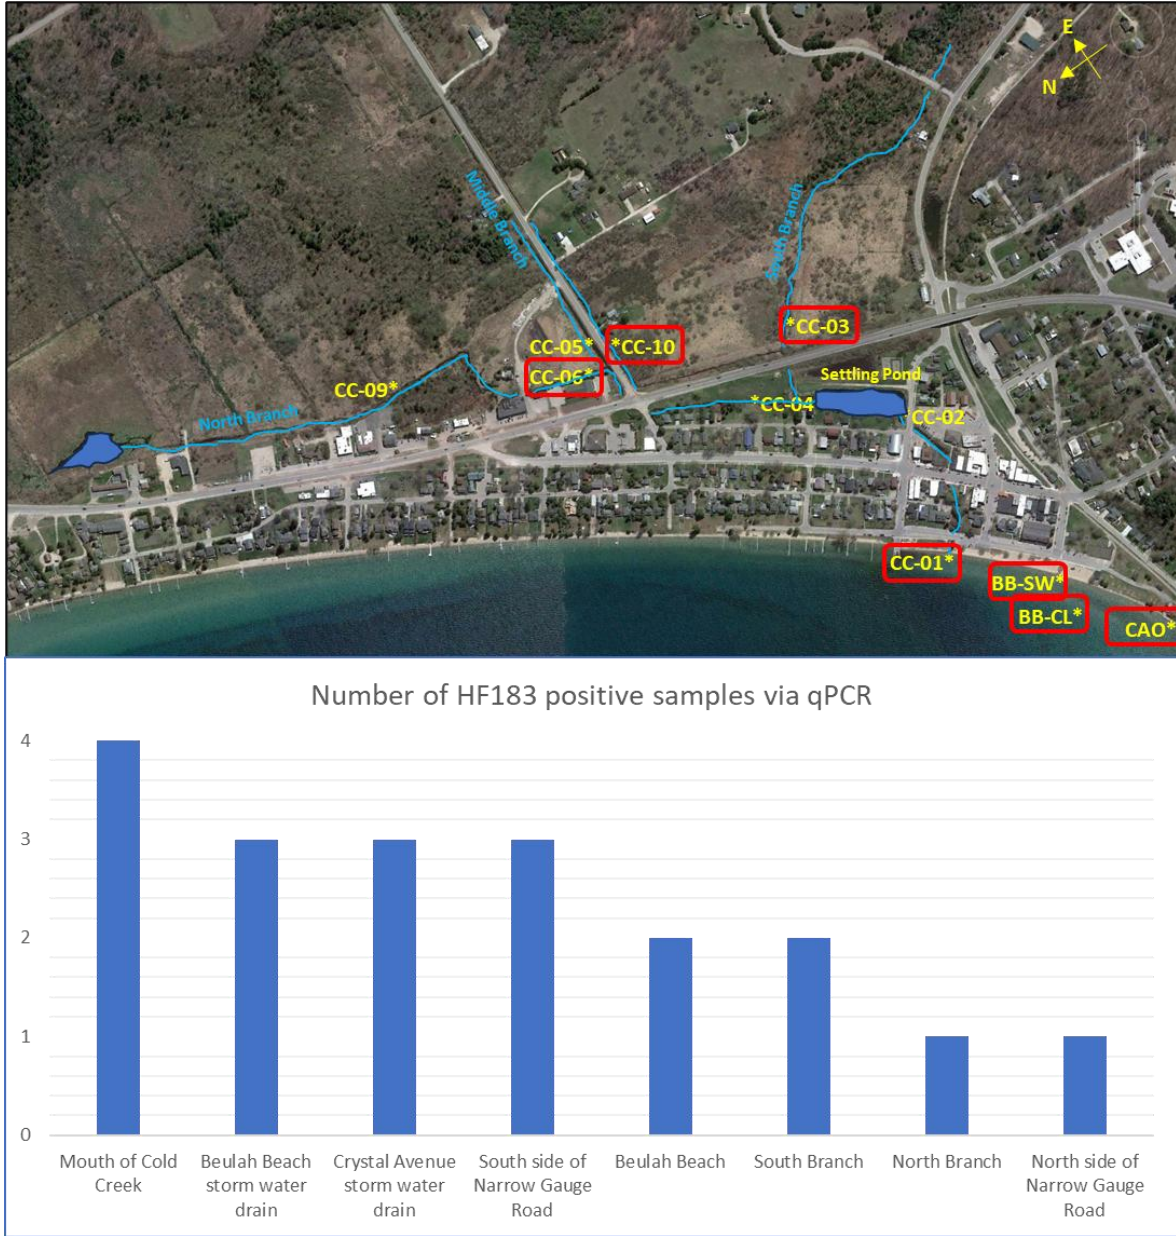 E
N
Middle Branch
South Branch
*CC-03
CC-05*
*CC-10
CC-06*
Settling Pond
CC-09*
*CC-04
CC-02
North Branch
CC-01*
BB-SW*
BB-CL*
CAO*
Number of HF183 positive samples via qPCR
4
3
2
1
0
Mouth of Cold
Creek
Beulah Beach
storm water
drain
Crystal Avenue
storm water
drain
South side of
Narrow Gauge
Road
Beulah Beach
South Branch
North Branch
North side of
Narrow Gauge
Road